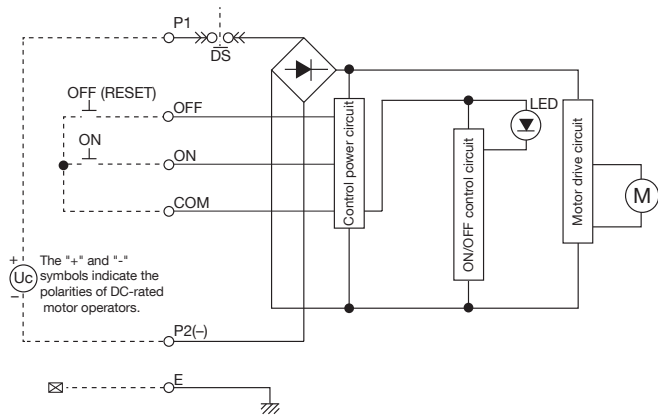 P1
DS
OFF (RESET)
OFF
ON
ON
COM
Control power circuit
ON/OFF control circuit
LED
Motor drive circuit
M
+
Uc
–
The "+" and "-"
symbols indicate the
polarities of DC-rated
motor operators.
P2(–)
E